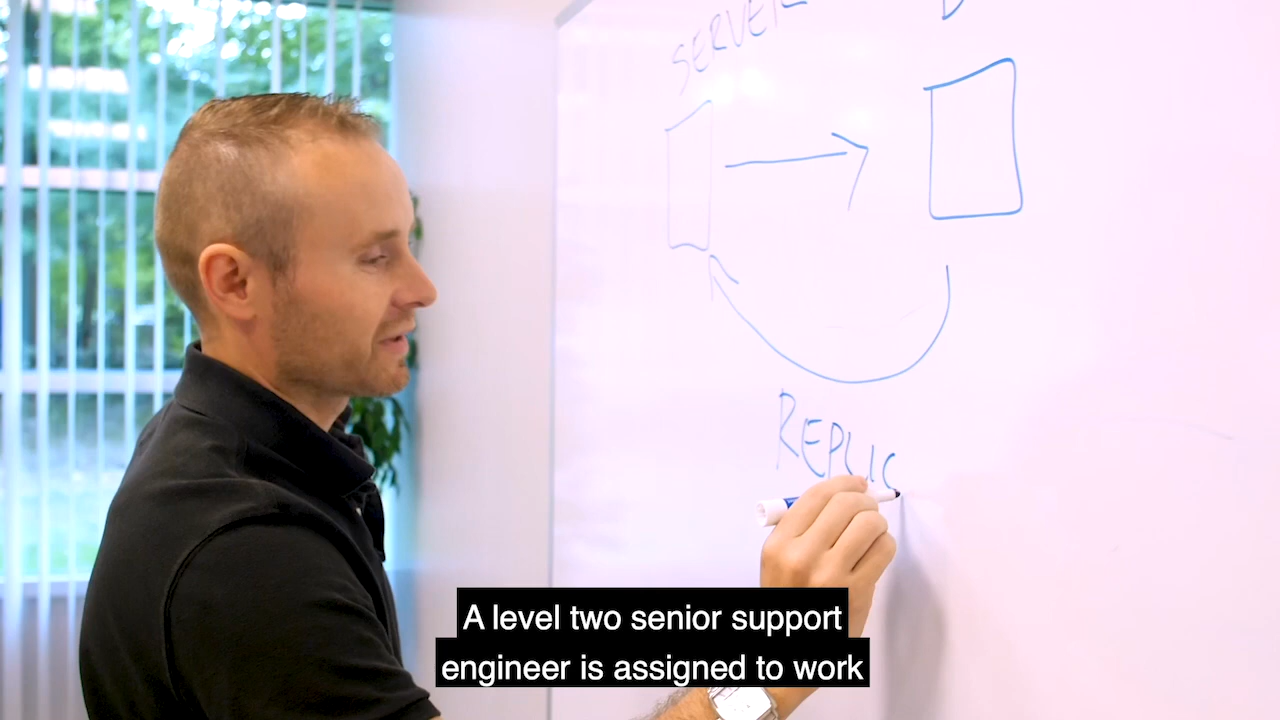 SERVER
REPLIC
A level two senior support
engineer is assigned to work